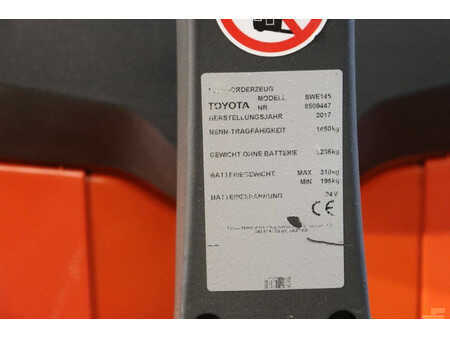 MODELL SWE145
TOYOTA NR. 6509447
HERSTELLUNGSJAHR 2017
NENN-TRAGFÄHIGKEIT 1450kg
GEWICHT OHNE BATTERIE
BATTERIEGEWICHT MAX 310kg
MIN 195kg
BATTERIESPANNUNG 24V
CE